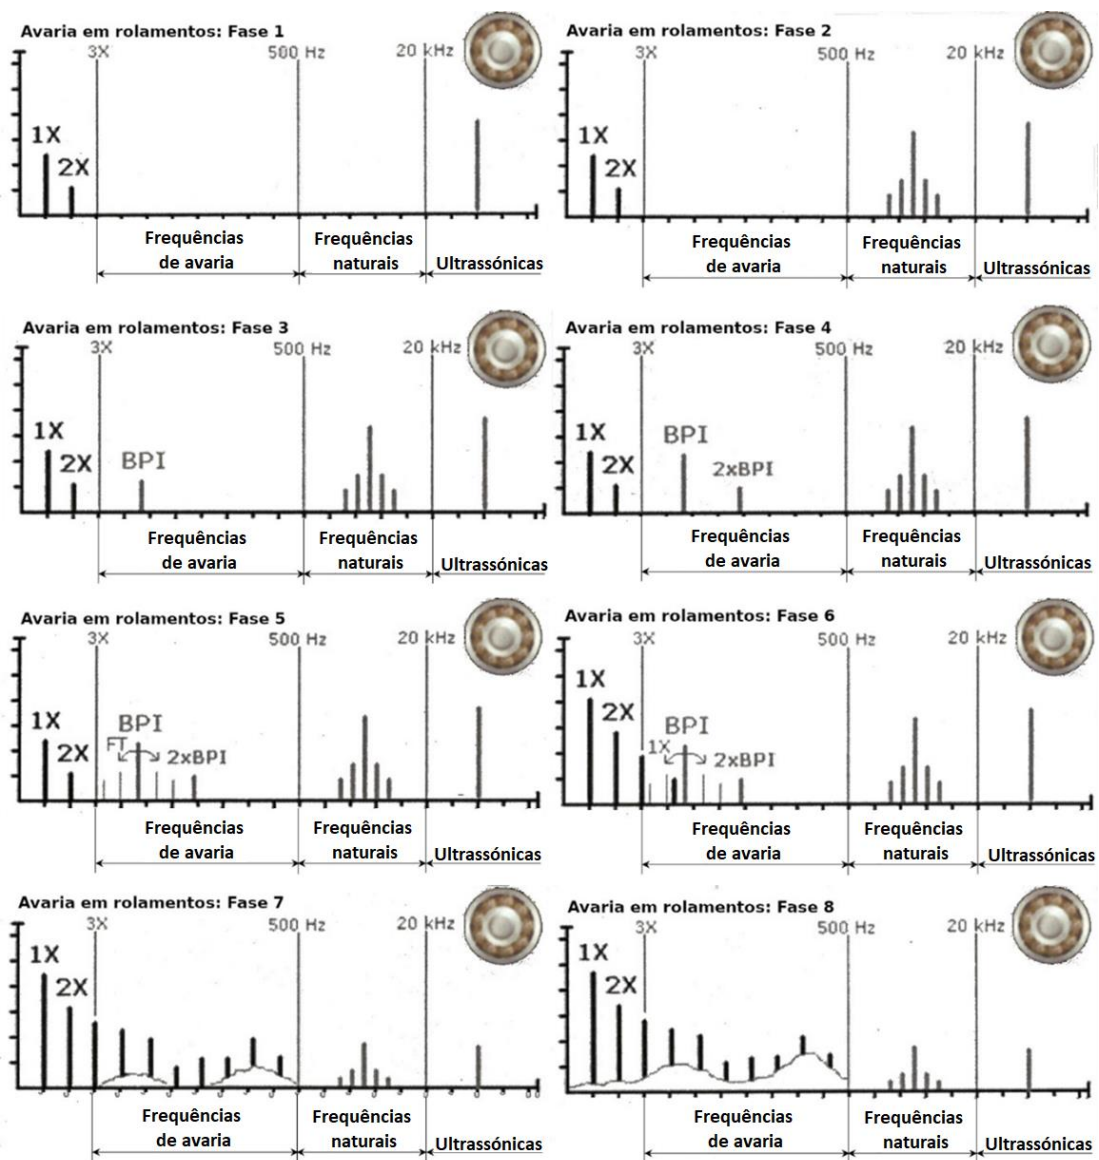 Avaria em rolamentos: Fase 1
3X
500 Hz
20 kHz
1X
2X
Frequências
de avaria
Frequências
naturais
Ultrassónicas
Avaria em rolamentos: Fase 2
3X
500 Hz
20 kHz
1X
2X
Frequências
de avaria
Frequências
naturais
Ultrassónicas
Avaria em rolamentos: Fase 3
3X
500 Hz
20 kHz
1X
2X
BPI
Frequências
de avaria
Frequências
naturais
Ultrassónicas
Avaria em rolamentos: Fase 4
3X
500 Hz
20 kHz
1X
2X
BPI
2xBPI
Frequências
de avaria
Frequências
naturais
Ultrassónicas
Avaria em rolamentos: Fase 5
3X
500 Hz
20 kHz
1X
2X
FT
BPI
2xBPI
Frequências
de avaria
Frequências
naturais
Ultrassónicas
Avaria em rolamentos: Fase 6
3X
500 Hz
20 kHz
1X
2X
1X
BPI
2xBPI
Frequências
de avaria
Frequências
naturais
Ultrassónicas
Avaria em rolamentos: Fase 7
3X
500 Hz
20 kHz
1X
2X
Frequências
de avaria
Frequências
naturais
Ultrassónicas
Avaria em rolamentos: Fase 8
3X
500 Hz
20 kHz
1X
2X
Frequências
de avaria
Frequências
naturais
Ultrassónicas